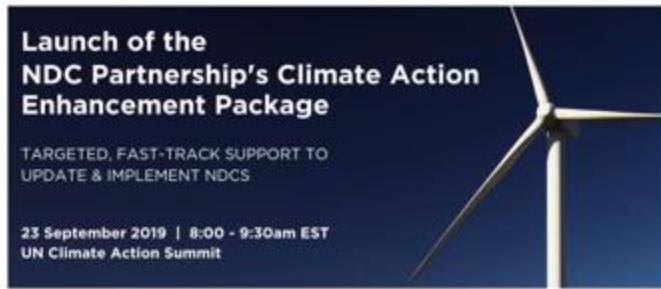 Launch of the
NDC Partnership's Climate Action
Enhancement Package
TARGETED, FAST-TRACK SUPPORT TO
UPDATE & IMPLEMENT NDCS
23 September 2019 | 8:00 - 9:30am EST
UN Climate Action Summit